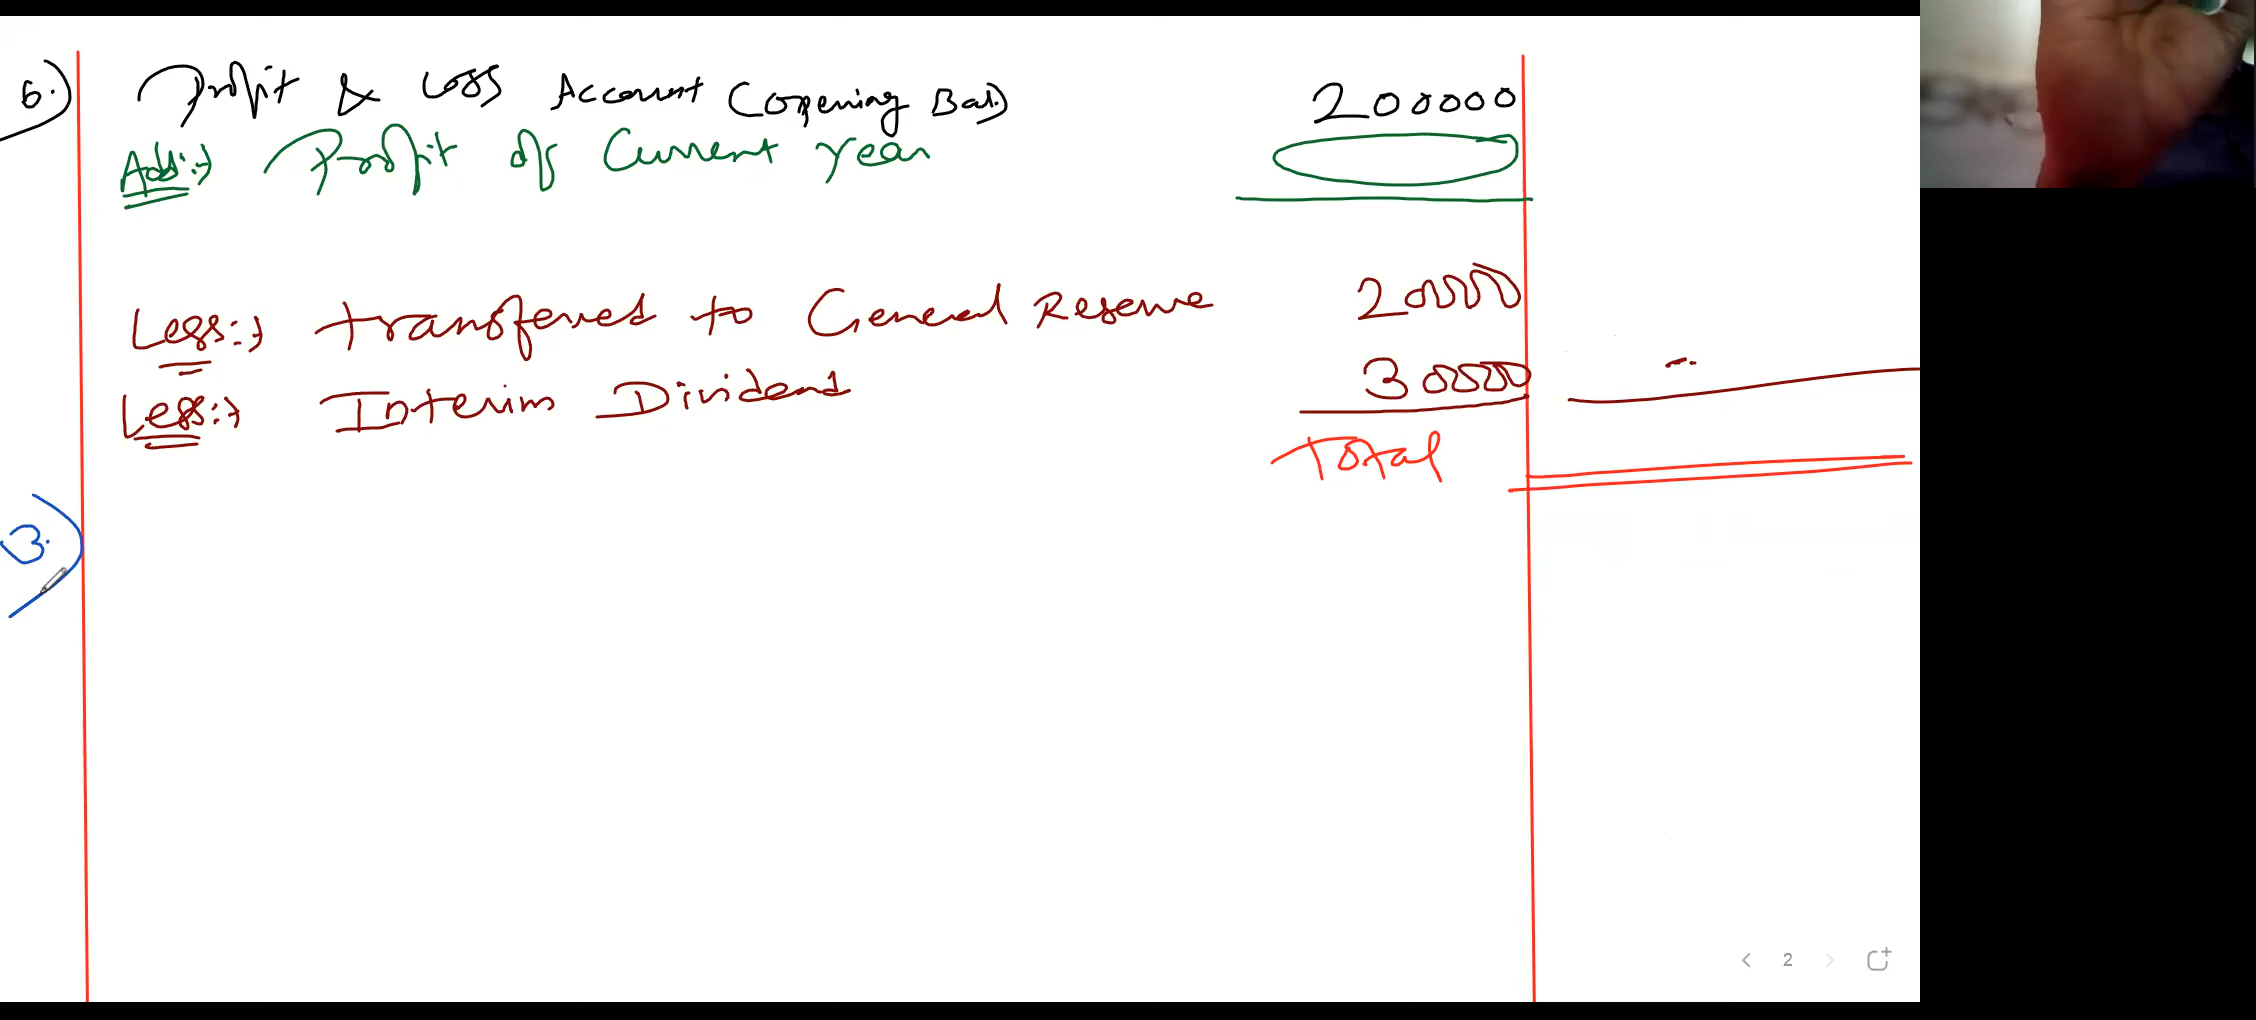 6.) Profit & Loss Account (opening Bal.) 200000
Add:→ Profit of Current Year
Less:→ transferred to General Reserve 20000
Less:→ Interim Dividend 30000
Total
3.)
< 2 >